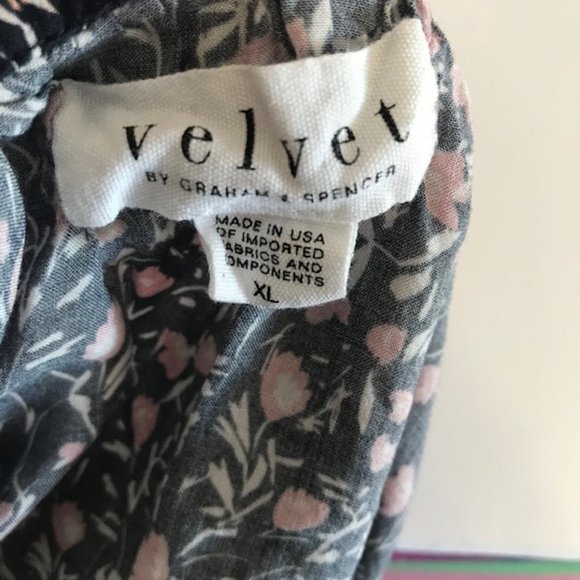 velvet
BY GRAHAM & SPENCER
MADE IN USA
OF IMPORTED
FABRICS AND
COMPONENTS
XL